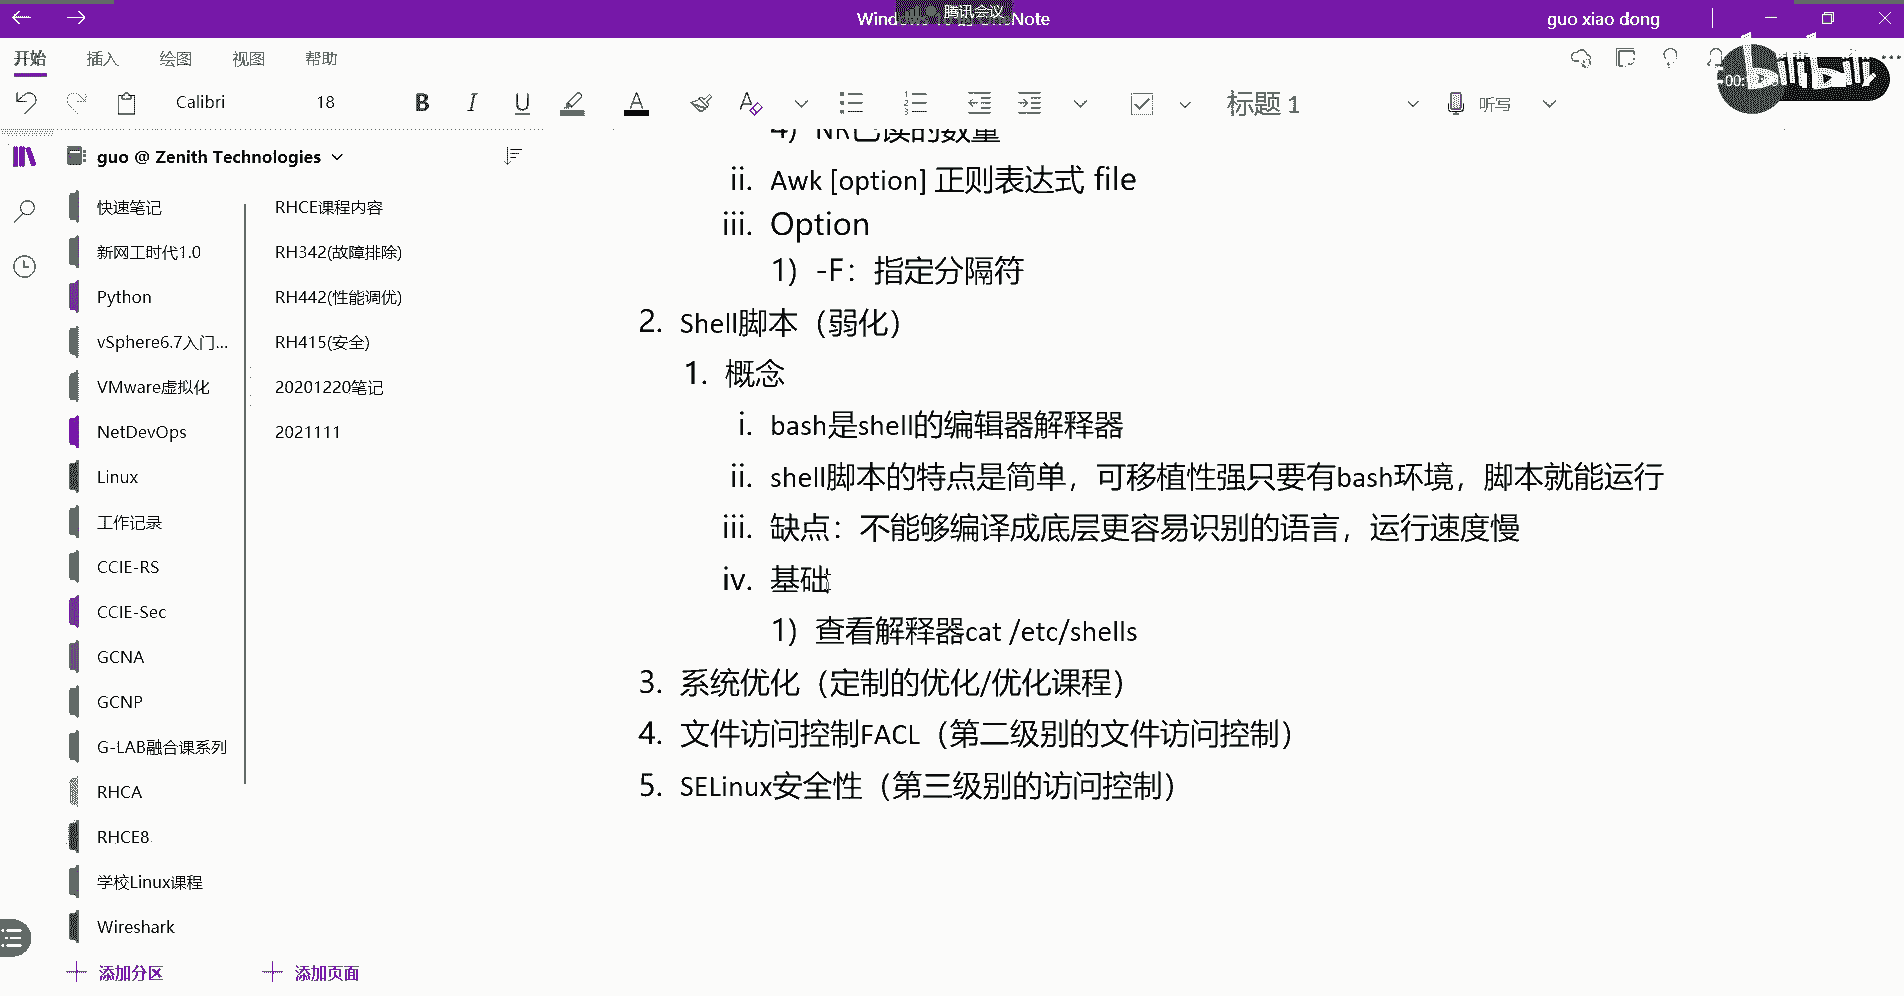 腾讯会议
guo xiao dong
开始 插入 绘图 视图 帮助
Calibri 18 B I U A 标题 1 听写
guo @ Zenith Technologies
快速笔记
新网工时代1.0
Python
vSphere6.7入门...
VMware虚拟化
NetDevOps
Linux
工作记录
CCIE-RS
CCIE-Sec
GCNA
GCNP
G-LAB融合课系列
RHCA
RHCE8
学校Linux课程
Wireshark
添加分区
RHCE课程内容
RH342(故障排除)
RH442(性能调优)
RH415(安全)
20201220笔记
2021111
添加页面
4) NR已读的数量
ii. Awk [option] 正则表达式 file
iii. Option
1) -F：指定分隔符
2. Shell脚本（弱化）
1. 概念
i. bash是shell的编辑器解释器
ii. shell脚本的特点是简单，可移植性强只要有bash环境，脚本就能运行
iii. 缺点：不能够编译成底层更容易识别的语言，运行速度慢
iv. 基础
1) 查看解释器cat /etc/shells
3. 系统优化（定制的优化/优化课程）
4. 文件访问控制FACL（第二级别的文件访问控制）
5. SELinux安全性（第三级别的访问控制）
bilibili